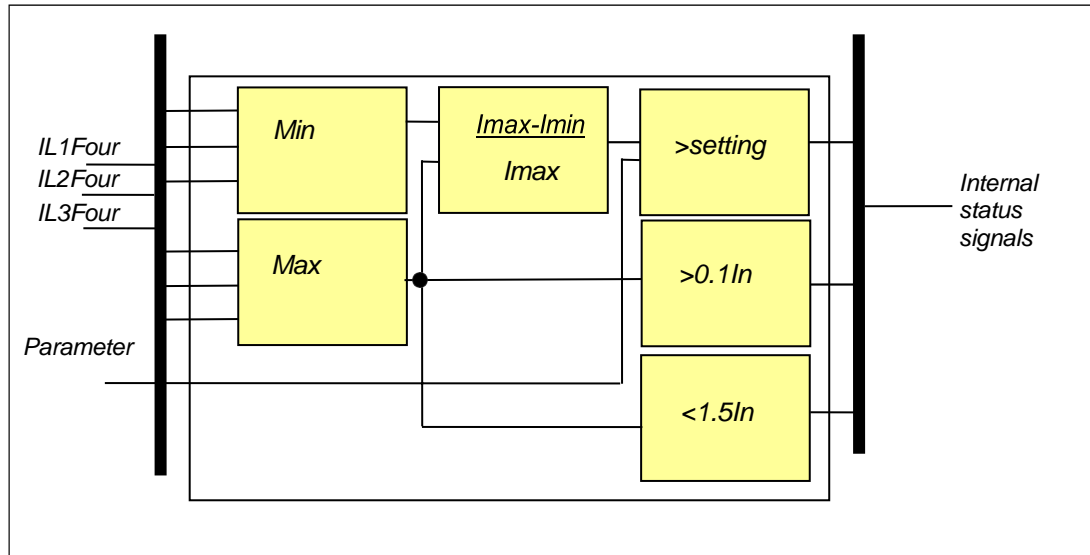 IL1Four
IL2Four
IL3Four
Parameter
Min
Max
Imax-Imin
Imax
>setting
>0.1In
<1.5In
Internal
status
signals